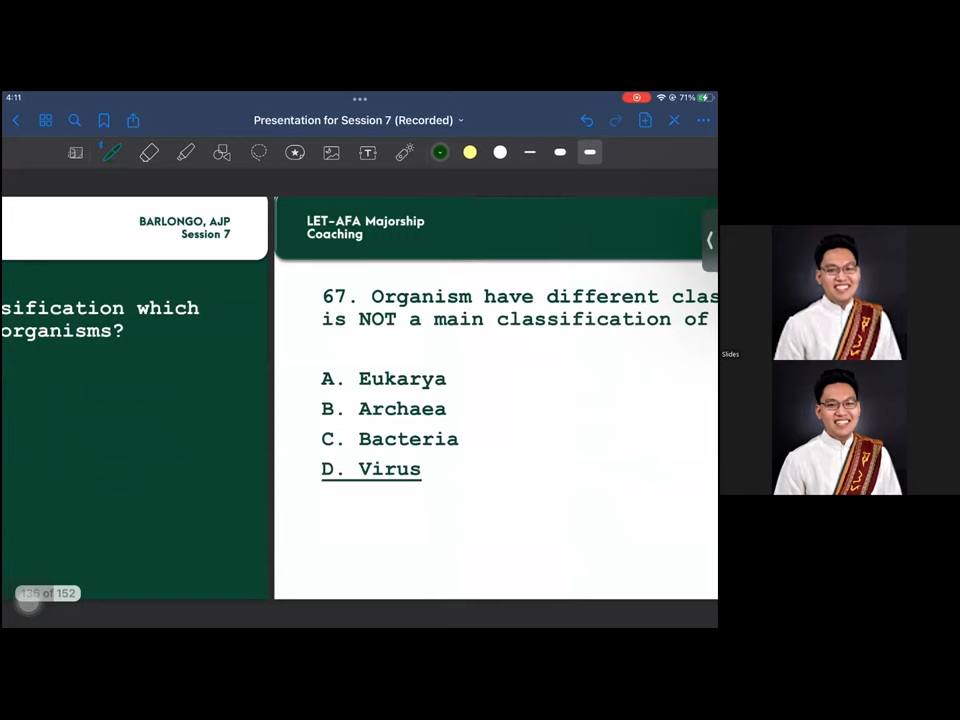 4:11
71%
Presentation for Session 7 (Recorded)
BARLONGO, AJP
Session 7
sification which
organisms?
LET-AFA Majorship
Coaching
67. Organism have different clas
is NOT a main classification of
A. Eukarya
B. Archaea
C. Bacteria
D. Virus
136 of 152
Slides